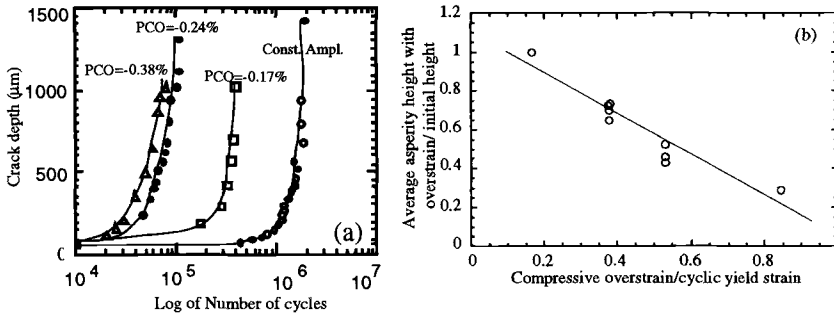 1500
1000
500
0
Crack depth (µm)
PCO=-0.24%
PCO=-0.38%
PCO=-0.17%
Const. Ampl.
(a)
10^4
10^5
10^6
10^7
Log of Number of cycles
(b)
1.2
1
0.8
0.6
0.4
0.2
0
Average asperity height with
overstrain/ initial height
0
0.2
0.4
0.6
0.8
1
Compressive overstrain/cyclic yield strain